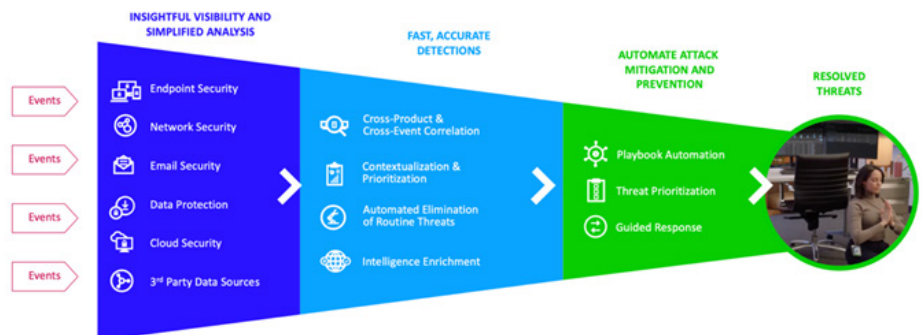 INSIGHTFUL VISIBILITY AND
SIMPLIFIED ANALYSIS
FAST, ACCURATE
DETECTIONS
AUTOMATE ATTACK
MITIGATION AND
PREVENTION
RESOLVED
THREATS
Events
Events
Events
Events
Endpoint Security
Network Security
Email Security
Data Protection
Cloud Security
3rd Party Data Sources
Cross-Product &
Cross-Event Correlation
Contextualization &
Prioritization
Automated Elimination
of Routine Threats
Intelligence Enrichment
Playbook Automation
Threat Prioritization
Guided Response